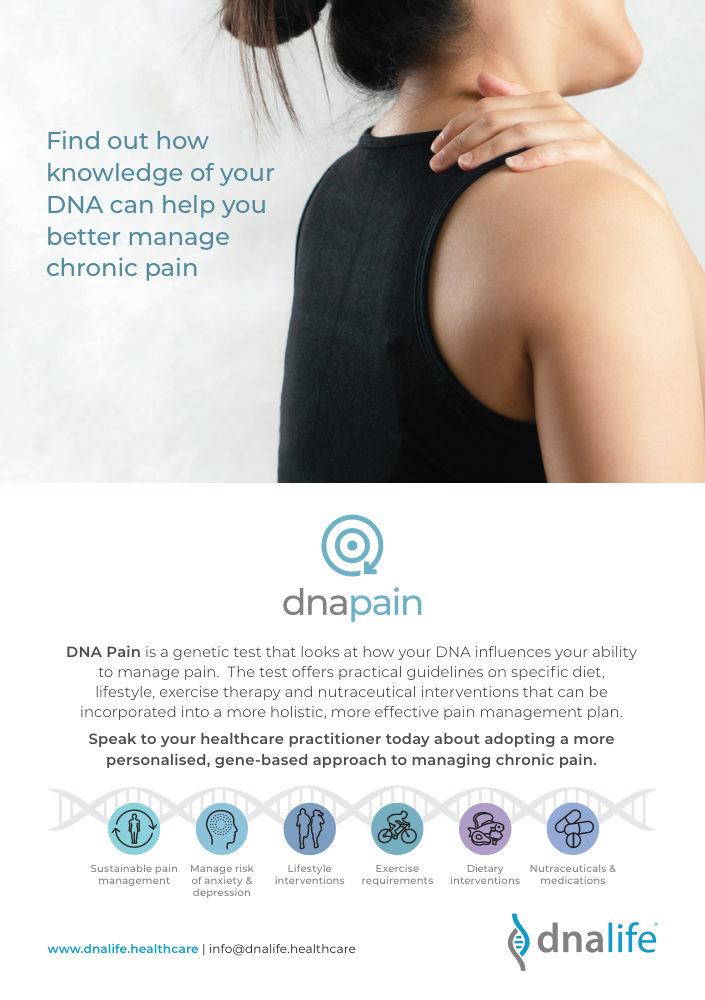 Find out how
knowledge of your
DNA can help you
better manage
chronic pain
dnapain
DNA Pain is a genetic test that looks at how your DNA influences your ability
to manage pain. The test offers practical guidelines on specific diet,
lifestyle, exercise therapy and nutraceutical interventions that can be
incorporated into a more holistic, more effective pain management plan.
Speak to your healthcare practitioner today about adopting a more
personalised, gene-based approach to managing chronic pain.
Sustainable pain
management
Manage risk
of anxiety &
depression
Lifestyle
interventions
Exercise
requirements
Dietary
interventions
Nutraceuticals &
medications
www.dnalife.healthcare | info@dnalife.healthcare
dnalife